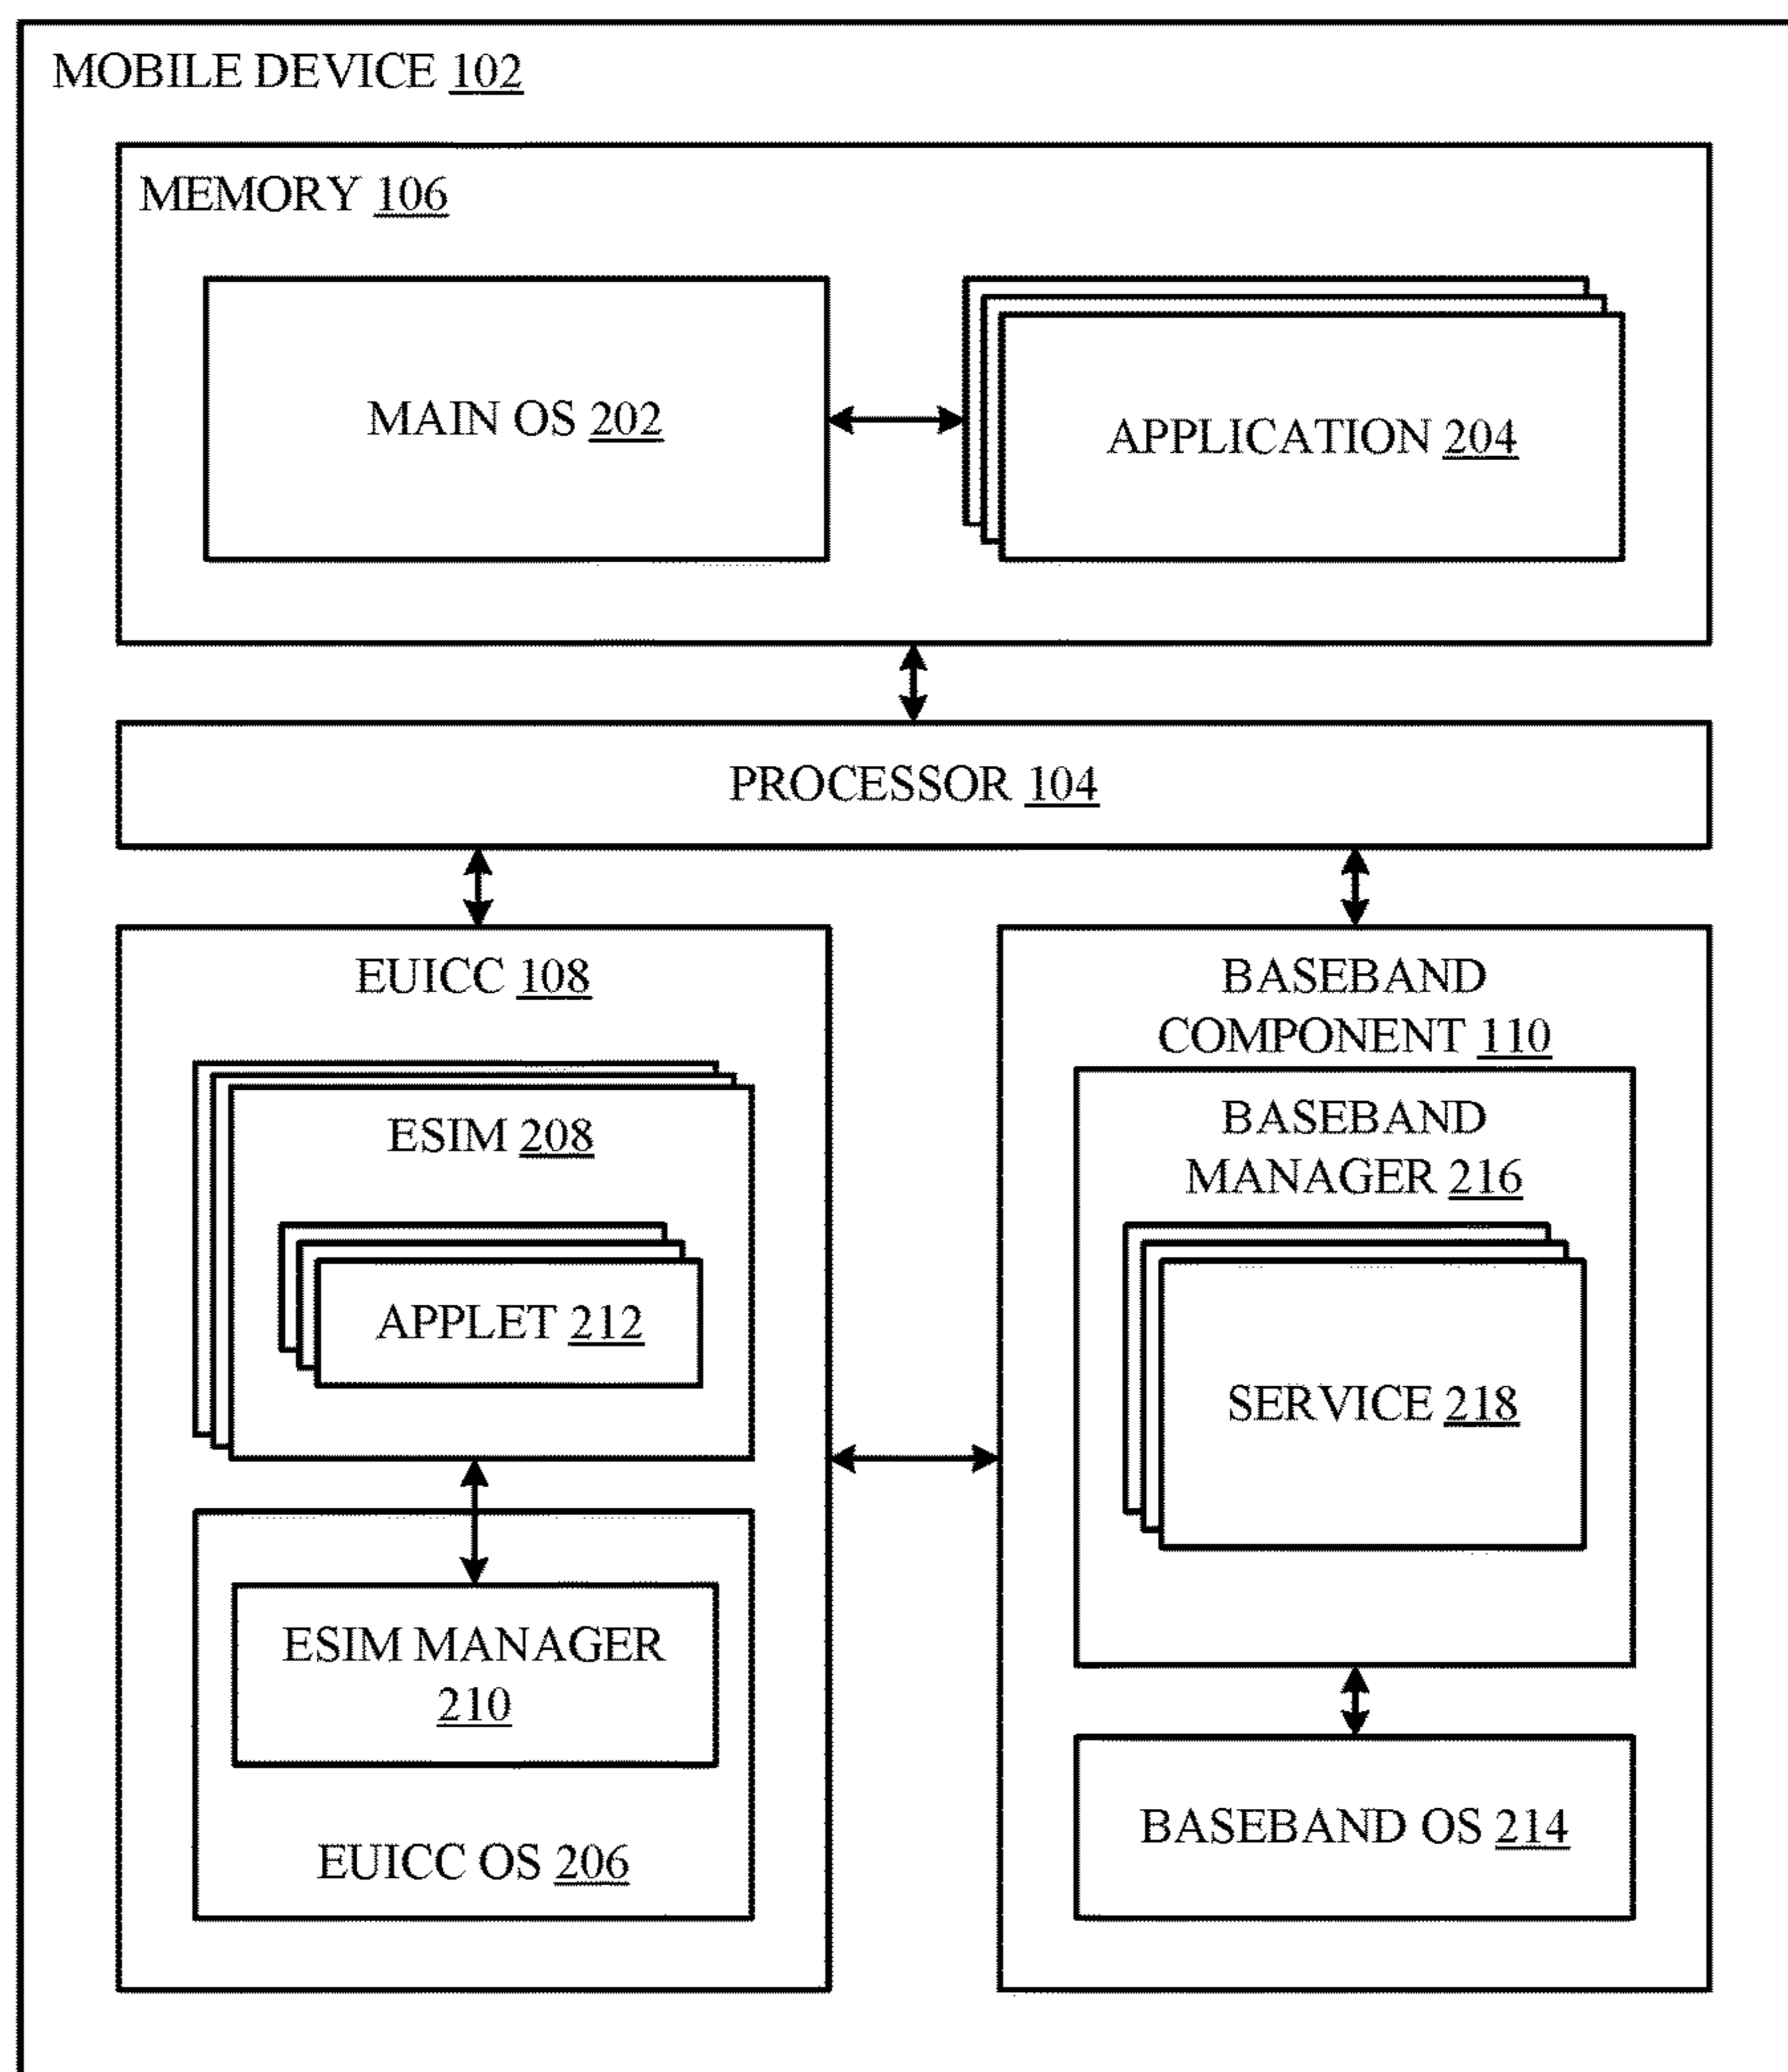 MOBILE DEVICE 102
MEMORY 106
MAIN OS 202
APPLICATION 204
PROCESSOR 104
EUICC 108
ESIM 208
APPLET 212
ESIM MANAGER
210
EUICC OS 206
BASEBAND
COMPONENT 110
BASEBAND
MANAGER 216
SERVICE 218
BASEBAND OS 214